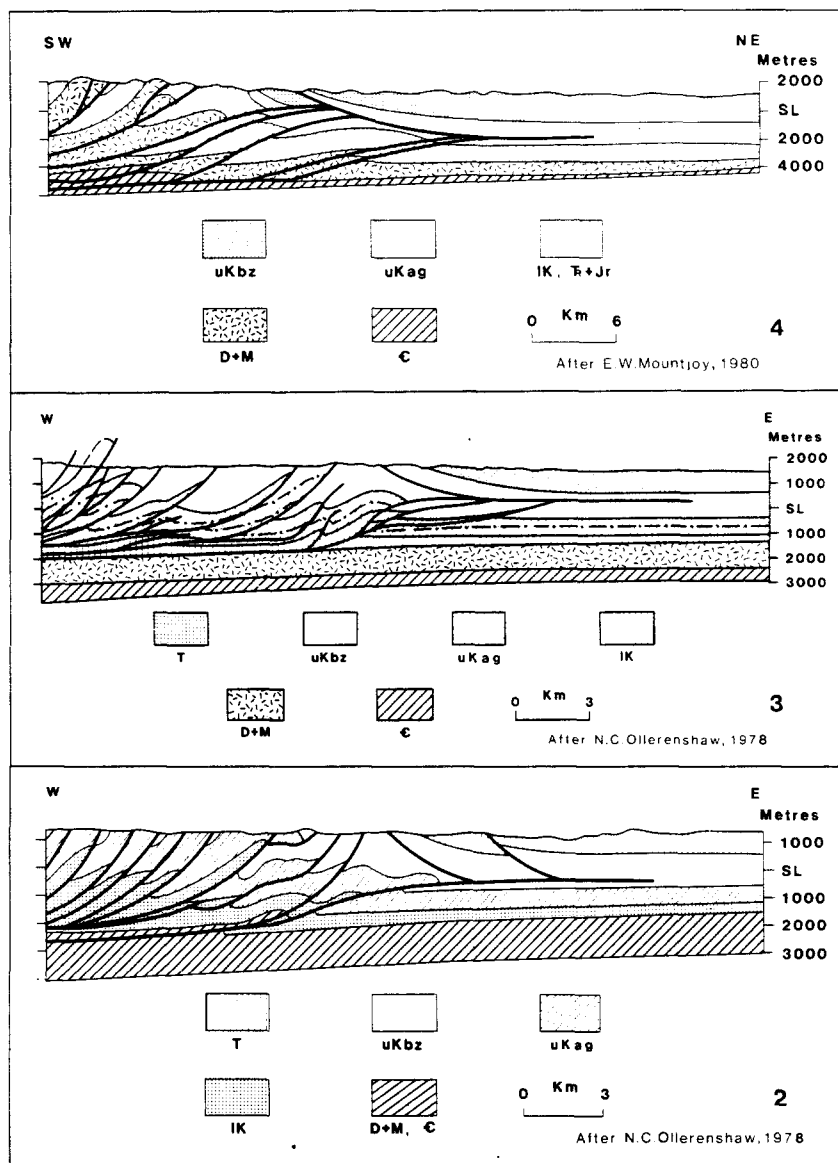 SW NE
Metres
2000
SL
2000
4000
uKbz uKag lK, Ŧ+Jr
D+M Є 0 Km 6 4
After E.W.Mountjoy, 1980
W E
Metres
2000
1000
SL
1000
2000
3000
T uKbz uKag lK
D+M Є 0 Km 3 3
After N.C.Ollerenshaw, 1978
W E
Metres
1000
SL
1000
2000
3000
T uKbz uKag
lK D+M, Є 0 Km 3 2
After N.C.Ollerenshaw, 1978